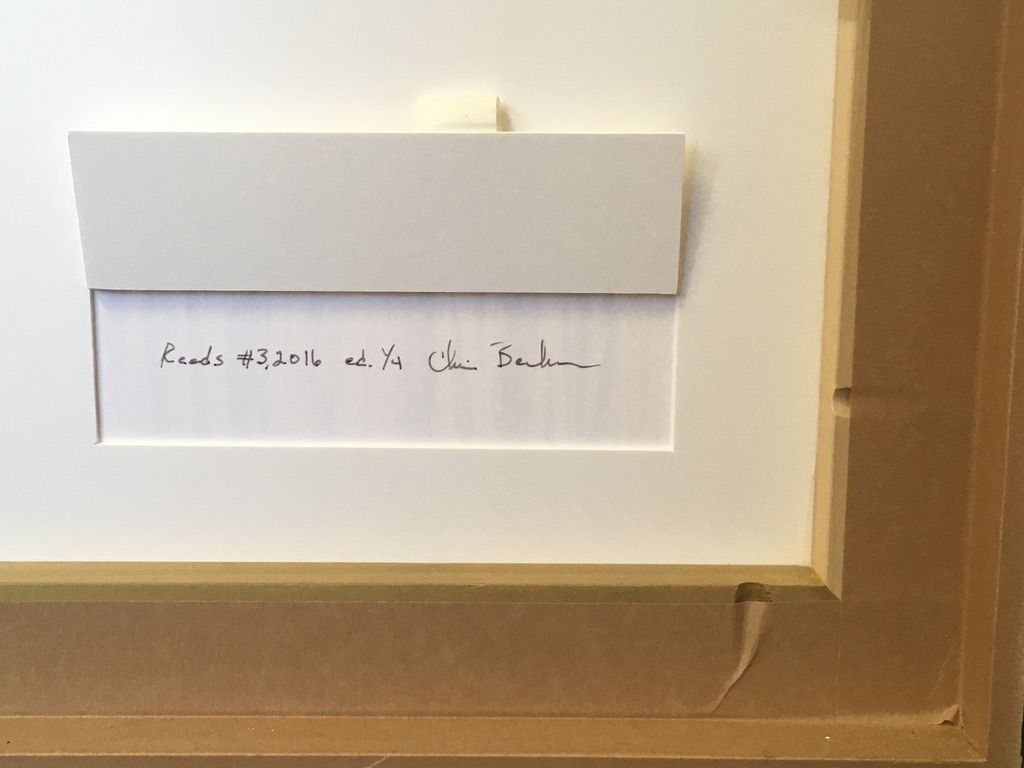 Reeds #3, 2016 ed. 1/4